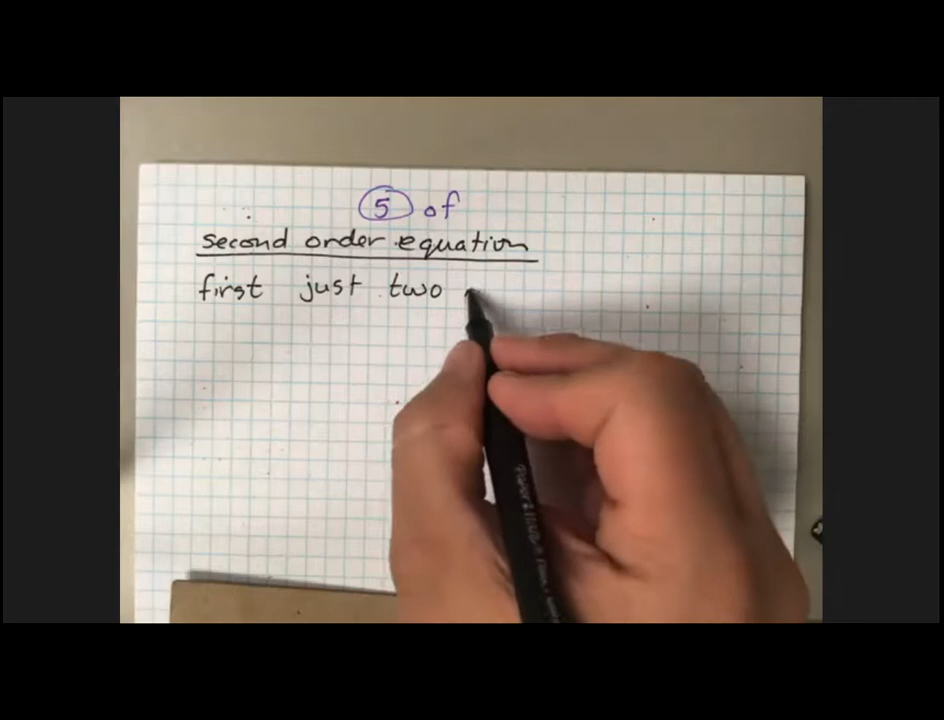 5 of
second order equation
first just two